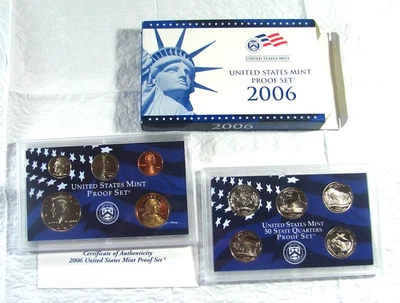 UNITED STATES MINT
UNITED STATES MINT
PROOF SET
2006
2006
UNITED STATES MINT
PROOF SET
Certificate of Authenticity
2006 United States Mint Proof Set
UNITED STATES MINT
50 STATE QUARTERS
PROOF SET